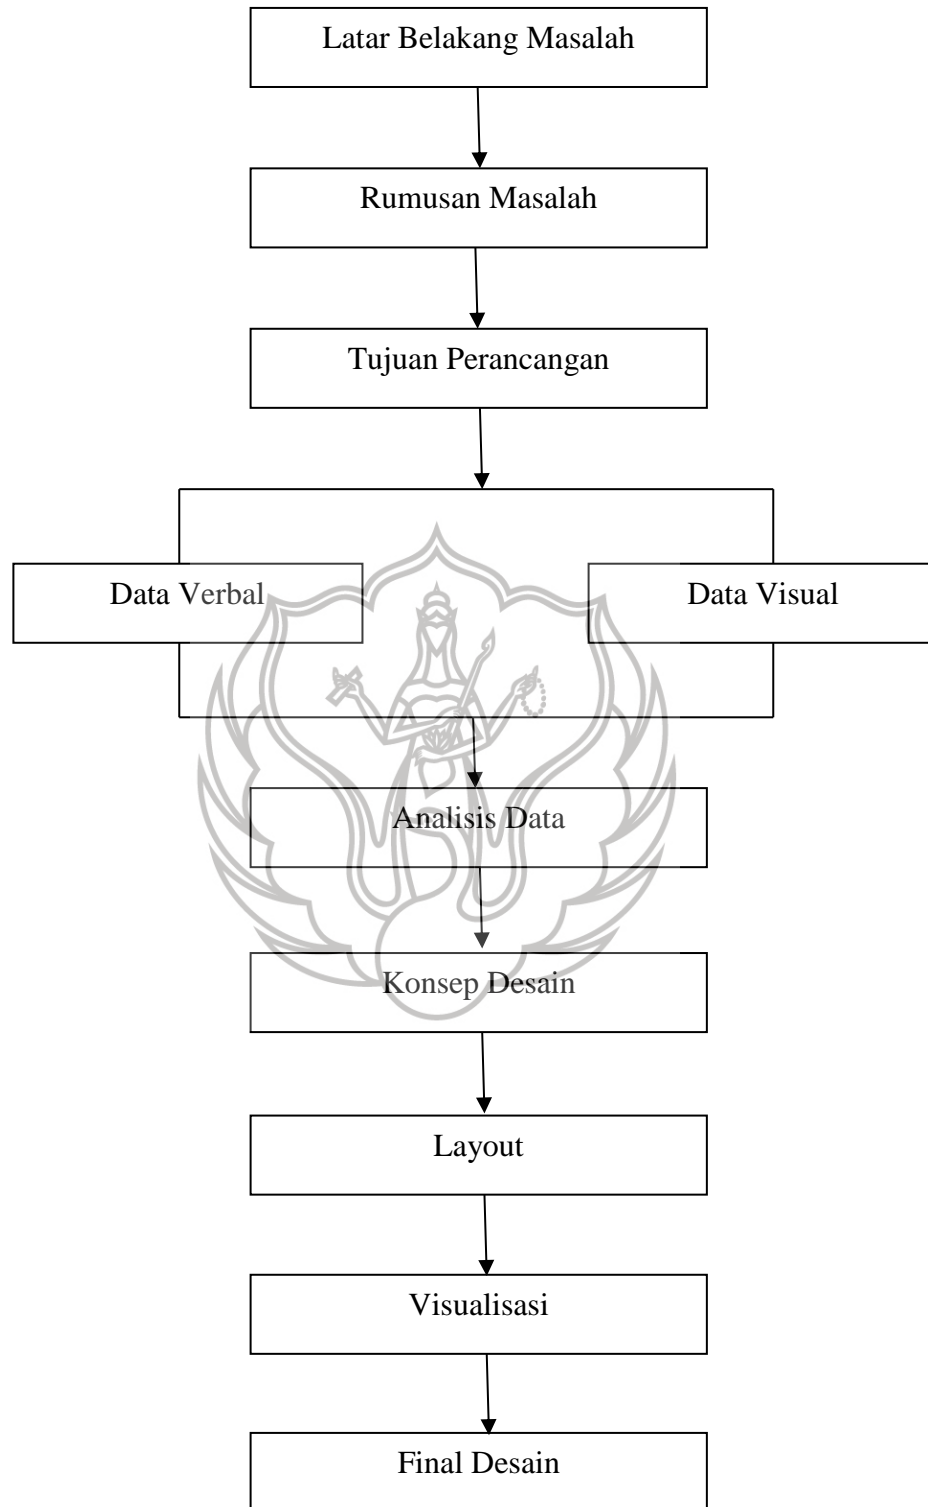 Latar Belakang Masalah
Rumusan Masalah
Tujuan Perancangan
Data Verbal
Data Visual
Analisis Data
Konsep Desain
Layout
Visualisasi
Final Desain